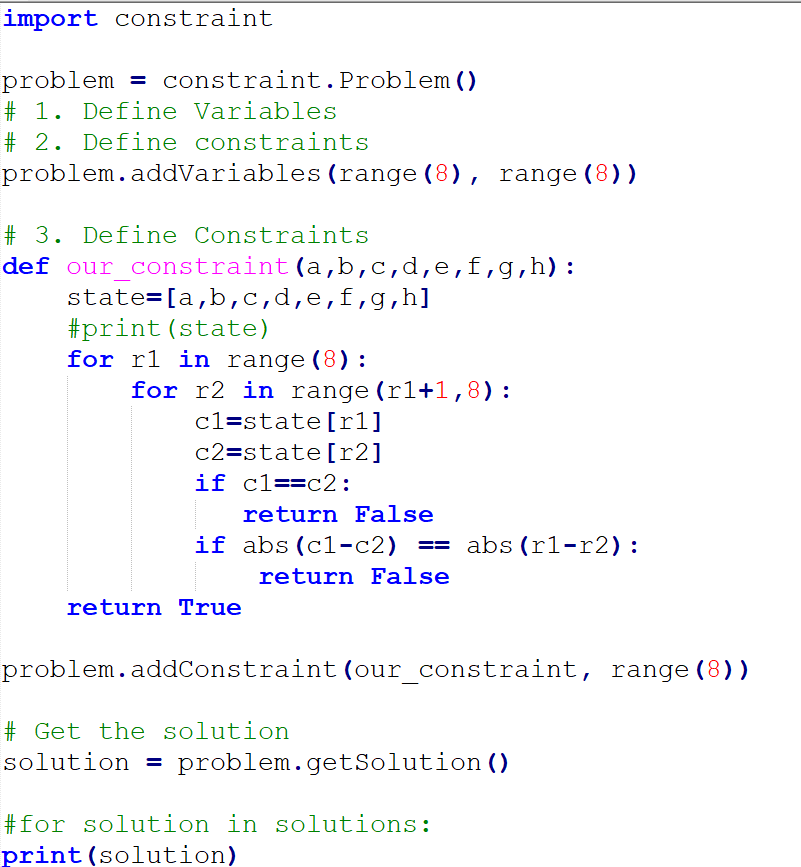 import constraint

problem = constraint.Problem()
# 1. Define Variables
# 2. Define constraints
problem.addVariables(range(8), range(8))

# 3. Define Constraints
def our_constraint(a,b,c,d,e,f,g,h):
    state=[a,b,c,d,e,f,g,h]
    #print(state)
    for r1 in range(8):
        for r2 in range(r1+1,8):
            c1=state[r1]
            c2=state[r2]
            if c1==c2:
               return False
            if abs(c1-c2) == abs(r1-r2):
                return False
    return True

problem.addConstraint(our_constraint, range(8))

# Get the solution
solution = problem.getSolution()

#for solution in solutions:
print(solution)